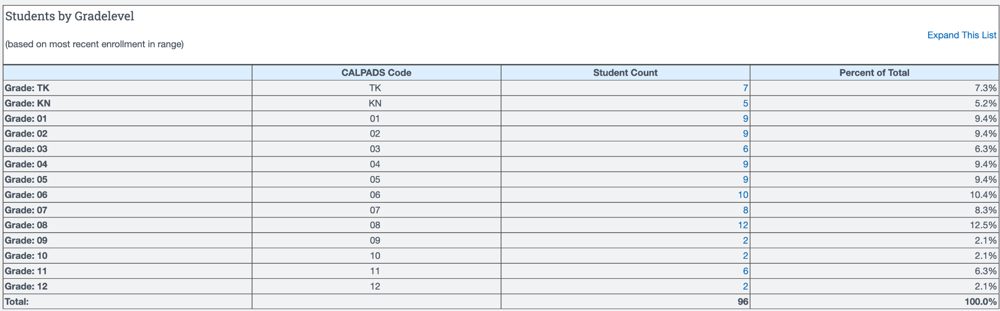 Students by Gradelevel
Expand This List
(based on most recent enrollment in range)
CALPADS Code Student Count Percent of Total
Grade: TK TK 7 7.3%
Grade: KN KN 5 5.2%
Grade: 01 01 9 9.4%
Grade: 02 02 9 9.4%
Grade: 03 03 6 6.3%
Grade: 04 04 9 9.4%
Grade: 05 05 9 9.4%
Grade: 06 06 10 10.4%
Grade: 07 07 8 8.3%
Grade: 08 08 12 12.5%
Grade: 09 09 2 2.1%
Grade: 10 10 2 2.1%
Grade: 11 11 6 6.3%
Grade: 12 12 2 2.1%
Total: 96 100.0%